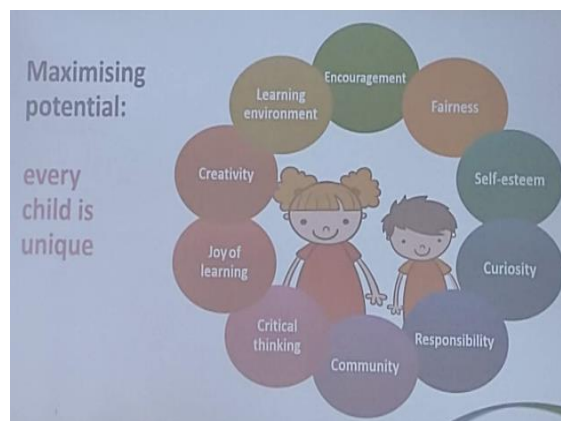 Maximising
potential:
every
child is
unique
Encouragement
Fairness
Self-esteem
Curiosity
Responsibility
Community
Critical
thinking
Joy of
learning
Creativity
Learning
environment